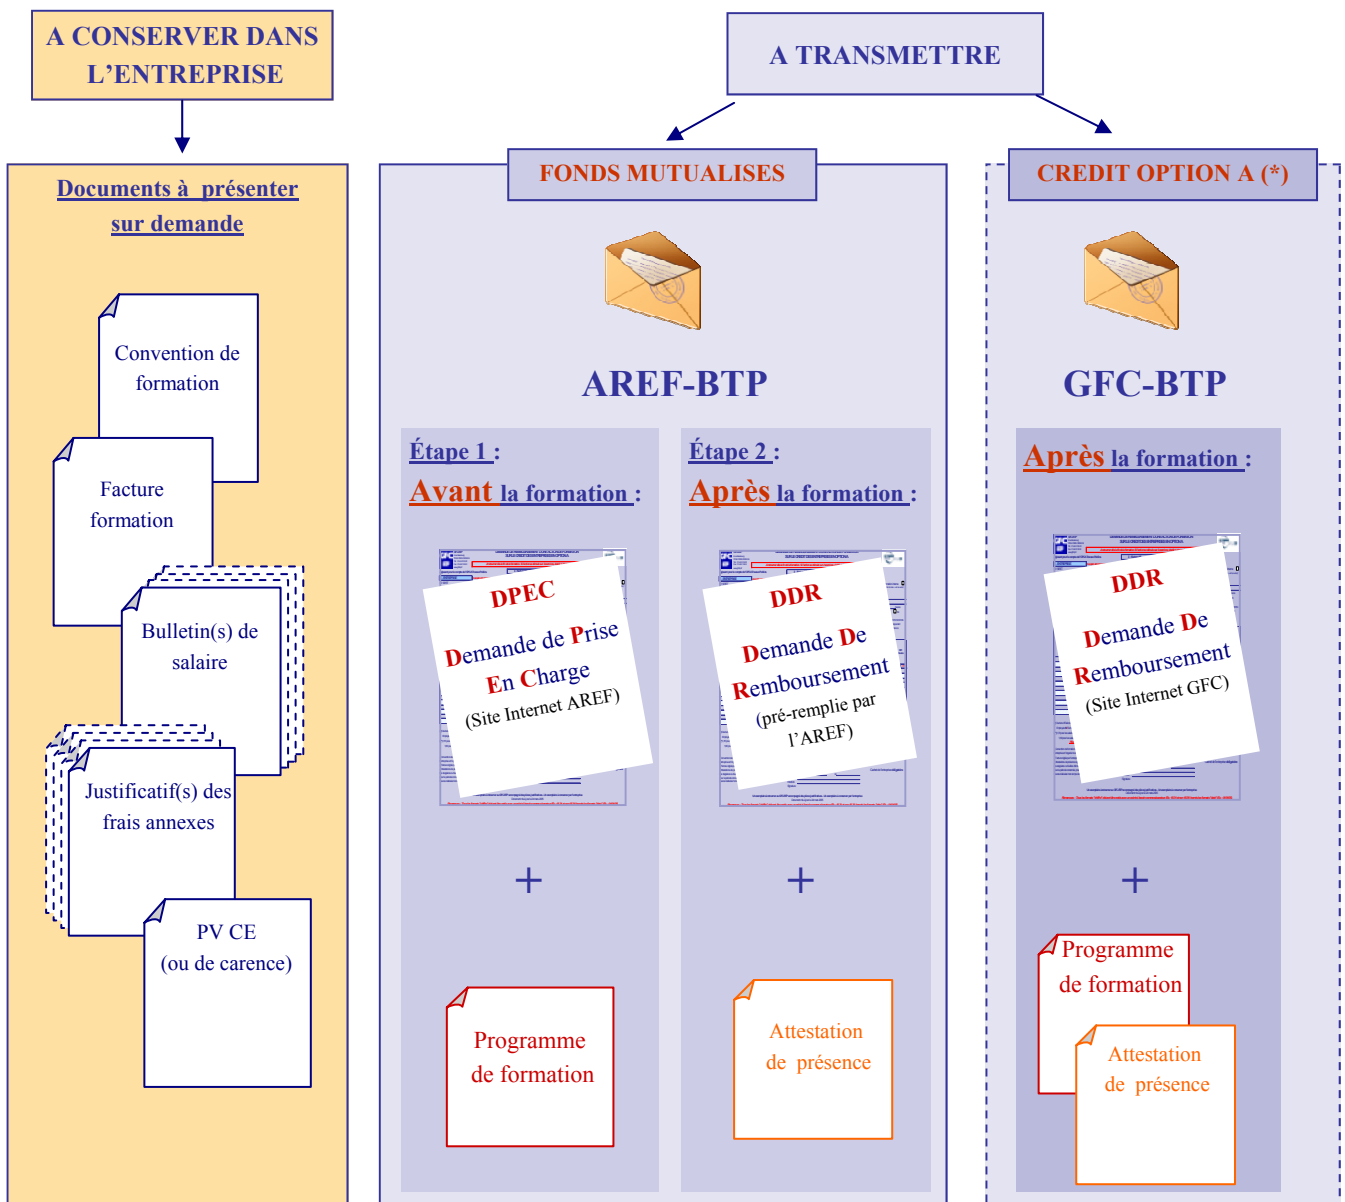 A CONSERVER DANS
L'ENTREPRISE
A TRANSMETTRE
Documents à présenter
sur demande
Convention de
formation
Facture
formation
Bulletin(s) de
salaire
Justificatif(s) des
frais annexes
PV CE
(ou de carence)
FONDS MUTUALISES
AREF-BTP
Étape 1 :
Avant la formation :
DPEC
Demande de Prise
En Charge
(Site Internet AREF)
+
Programme
de formation
Étape 2 :
Après la formation :
DDR
Demande De
Remboursement
(pré-remplie par
l'AREF)
+
Attestation
de présence
CREDIT OPTION A (*)
GFC-BTP
Après la formation :
DDR
Demande De
Remboursement
(Site Internet GFC)
+
Programme
de formation
Attestation
de présence